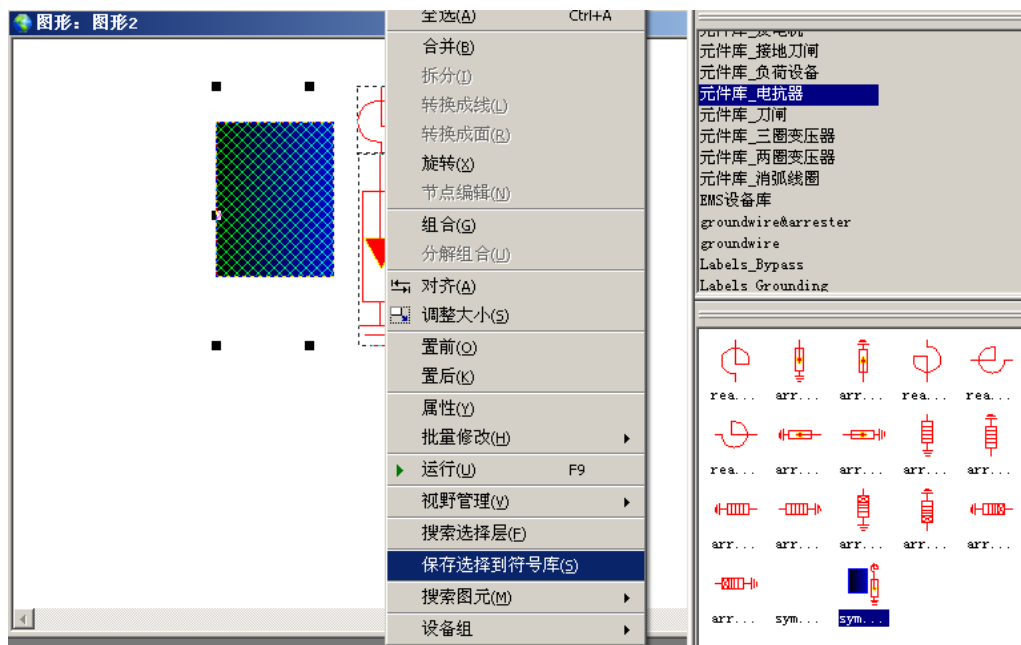 图形：图形2
全选(A) Ctrl+A
合并(B)
拆分(I)
转换成线(L)
转换成面(R)
旋转(X)
节点编辑(N)
组合(G)
分解组合(U)
对齐(A)
调整大小(S)
置前(O)
置后(K)
属性(Y)
批量修改(H)
运行(U) F9
视野管理(V)
搜索选择层(F)
保存选择到符号库(S)
搜索图元(M)
设备组
元件库_发电机
元件库_接地刀闸
元件库_负荷设备
元件库_电抗器
元件库_刀闸
元件库_三圈变压器
元件库_两圈变压器
元件库_消弧线圈
EMS设备库
groundwire&arrester
groundwire
Labels_Bypass
Labels Grounding
rea... arr... arr... rea... rea...
rea... arr... arr... arr... arr...
arr... arr... arr... arr... arr...
arr... sym... sym...